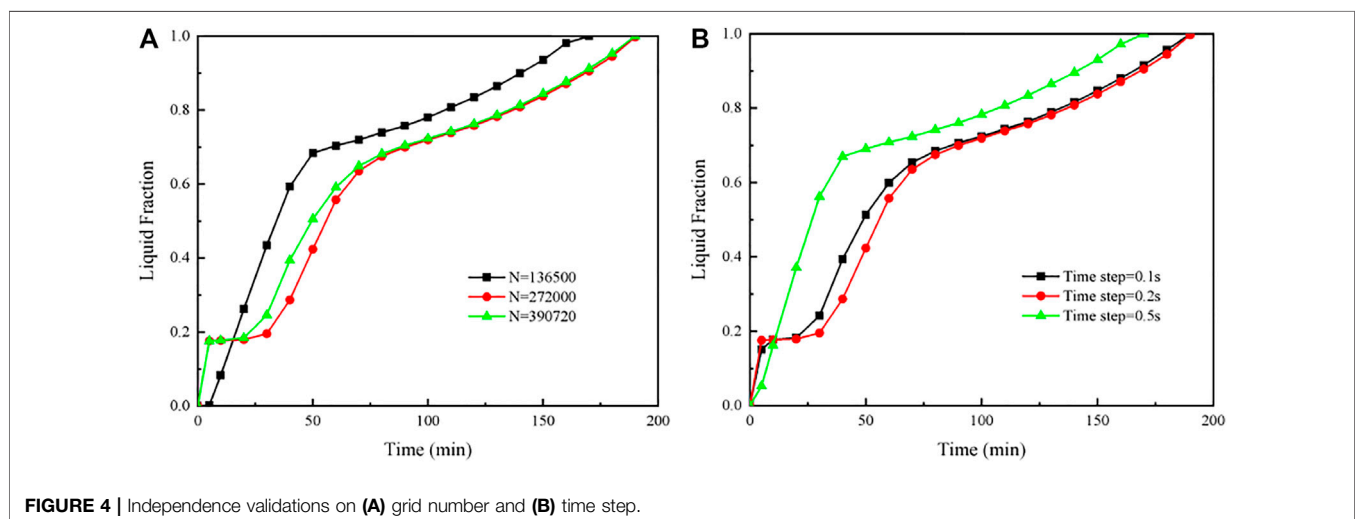 A
1.0
0.8
0.6
0.4
0.2
0.0
Liquid Fraction
N=136500
N=272000
N=390720
0
50
100
150
200
Time (min)
B
1.0
0.8
0.6
0.4
0.2
0.0
Liquid Fraction
Time step=0.1s
Time step=0.2s
Time step=0.5s
0
50
100
150
200
Time (min)
FIGURE 4 | Independence validations on (A) grid number and (B) time step.